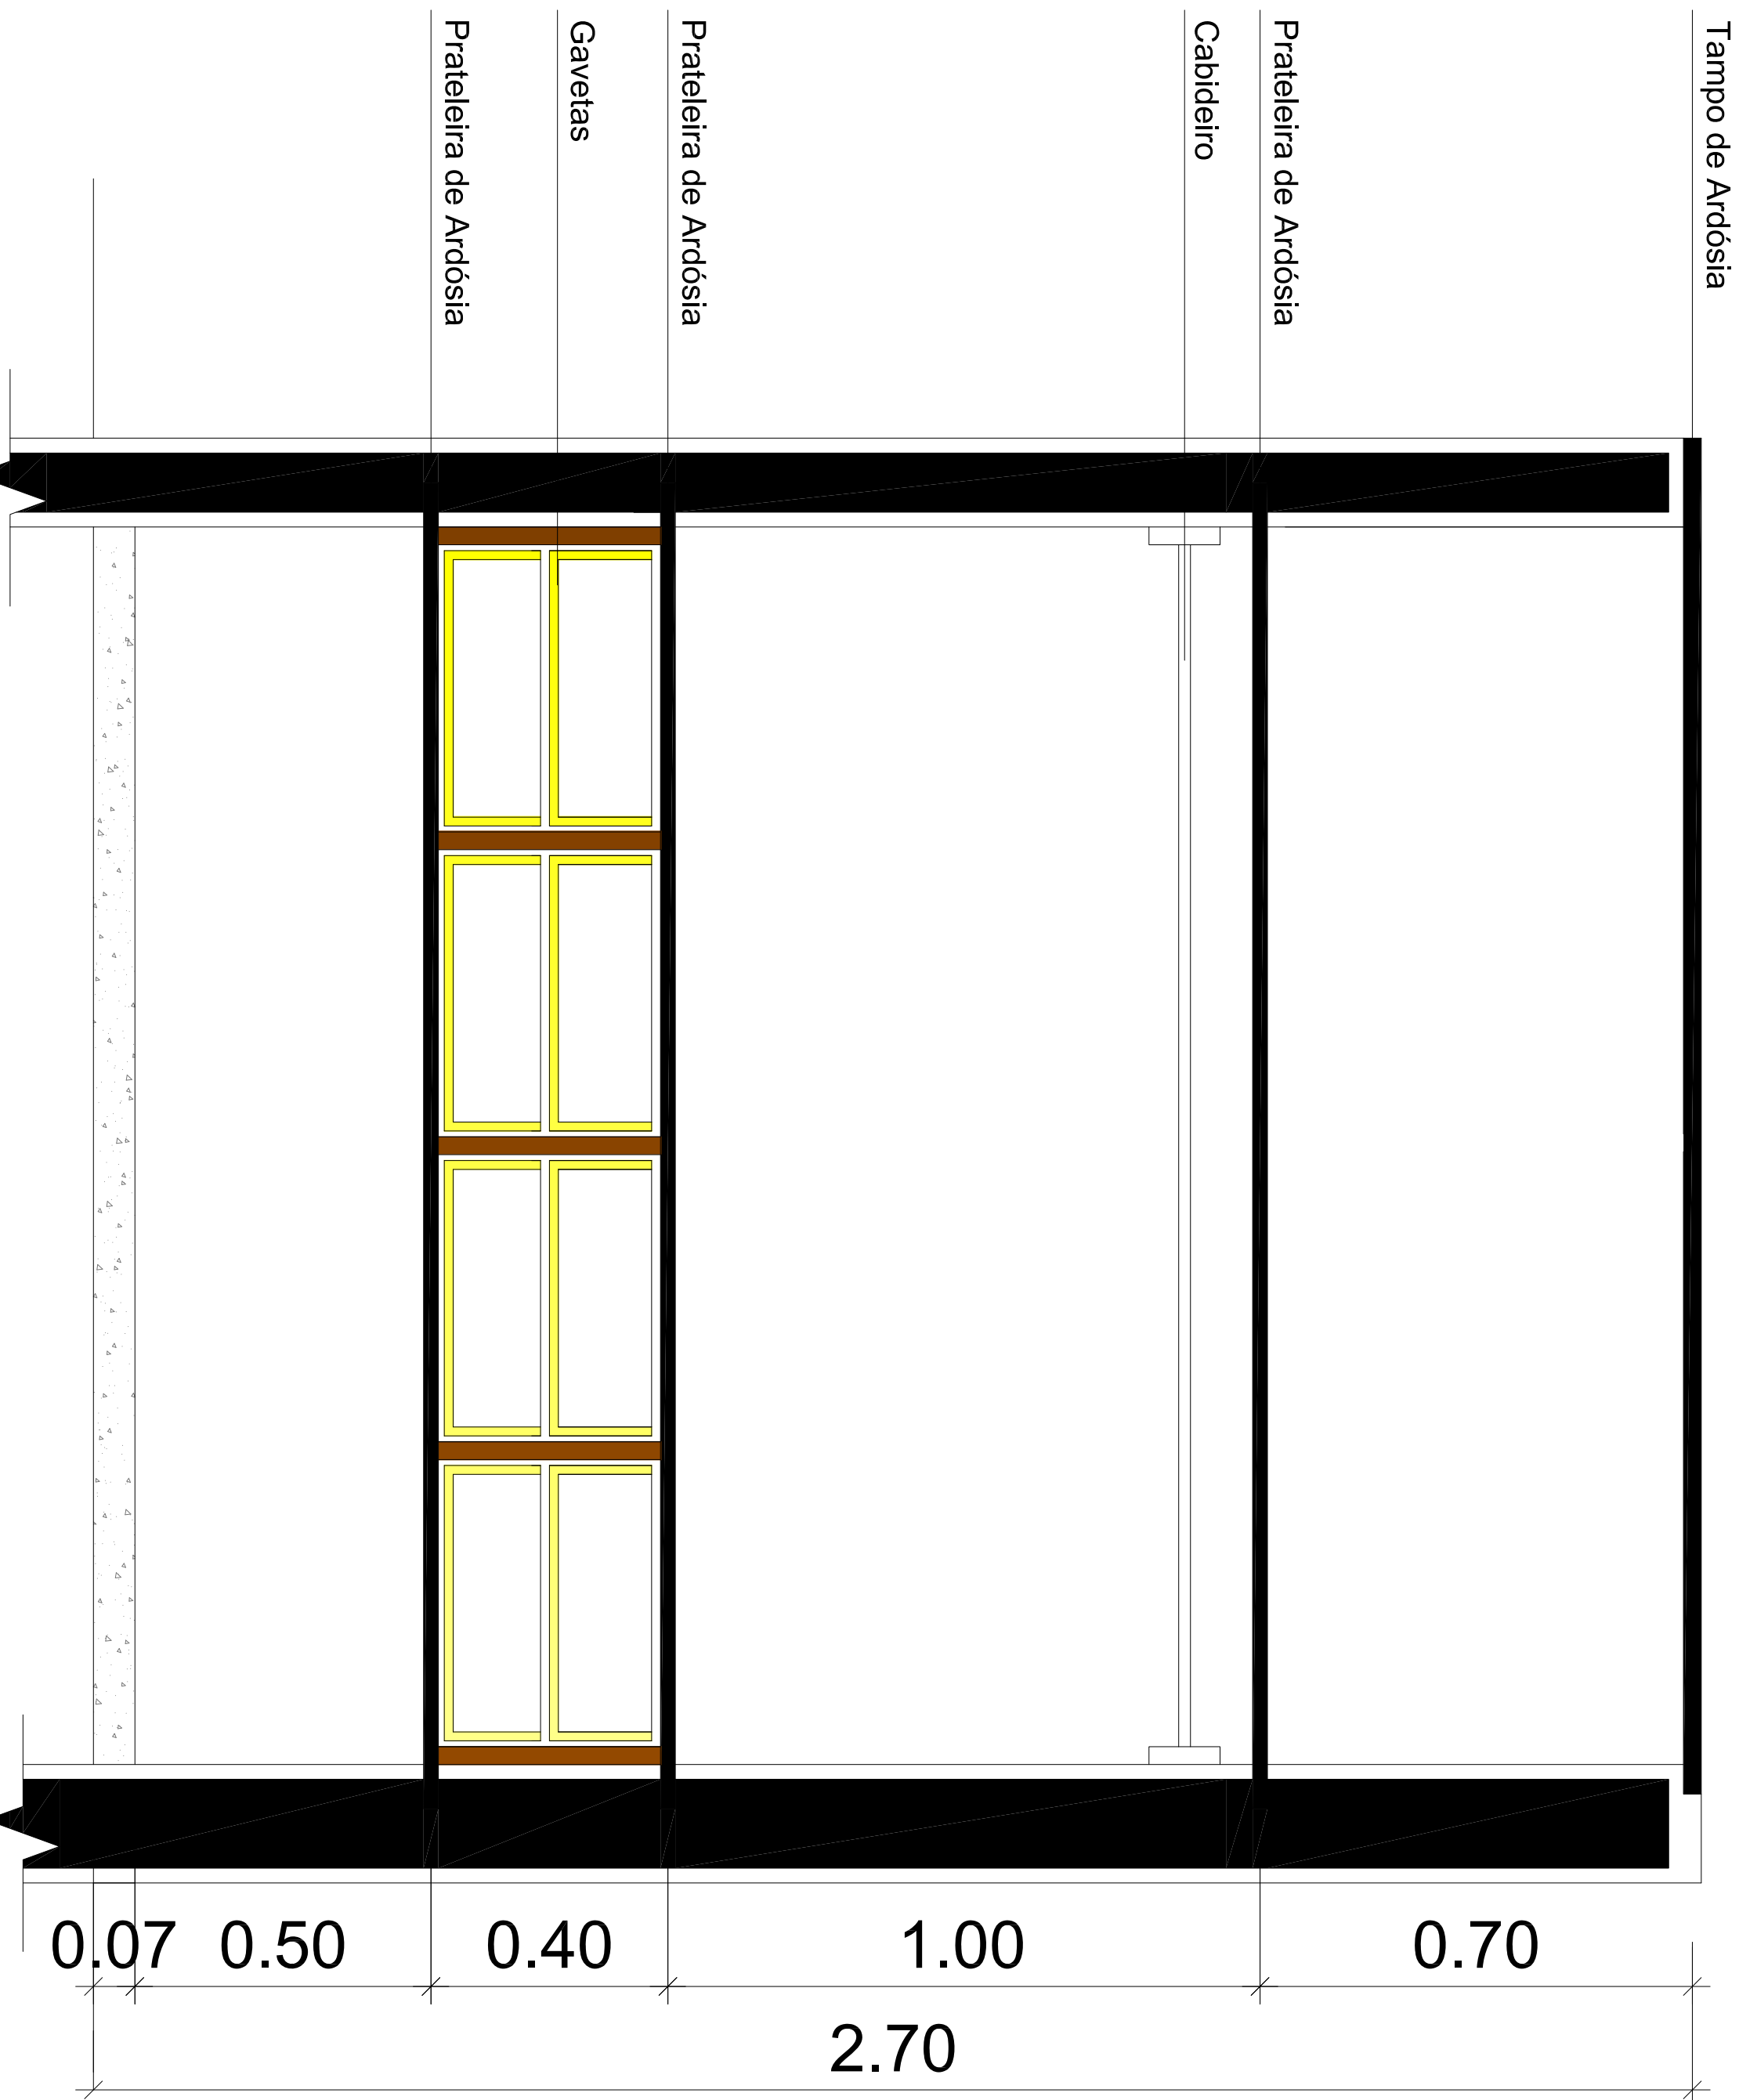 Prateleira de Ardósia
Gavetas
Prateleira de Ardósia
Cabideiro
Prateleira de Ardósia
Tampo de Ardósia
0.07
0.50
0.40
1.00
0.70
2.70